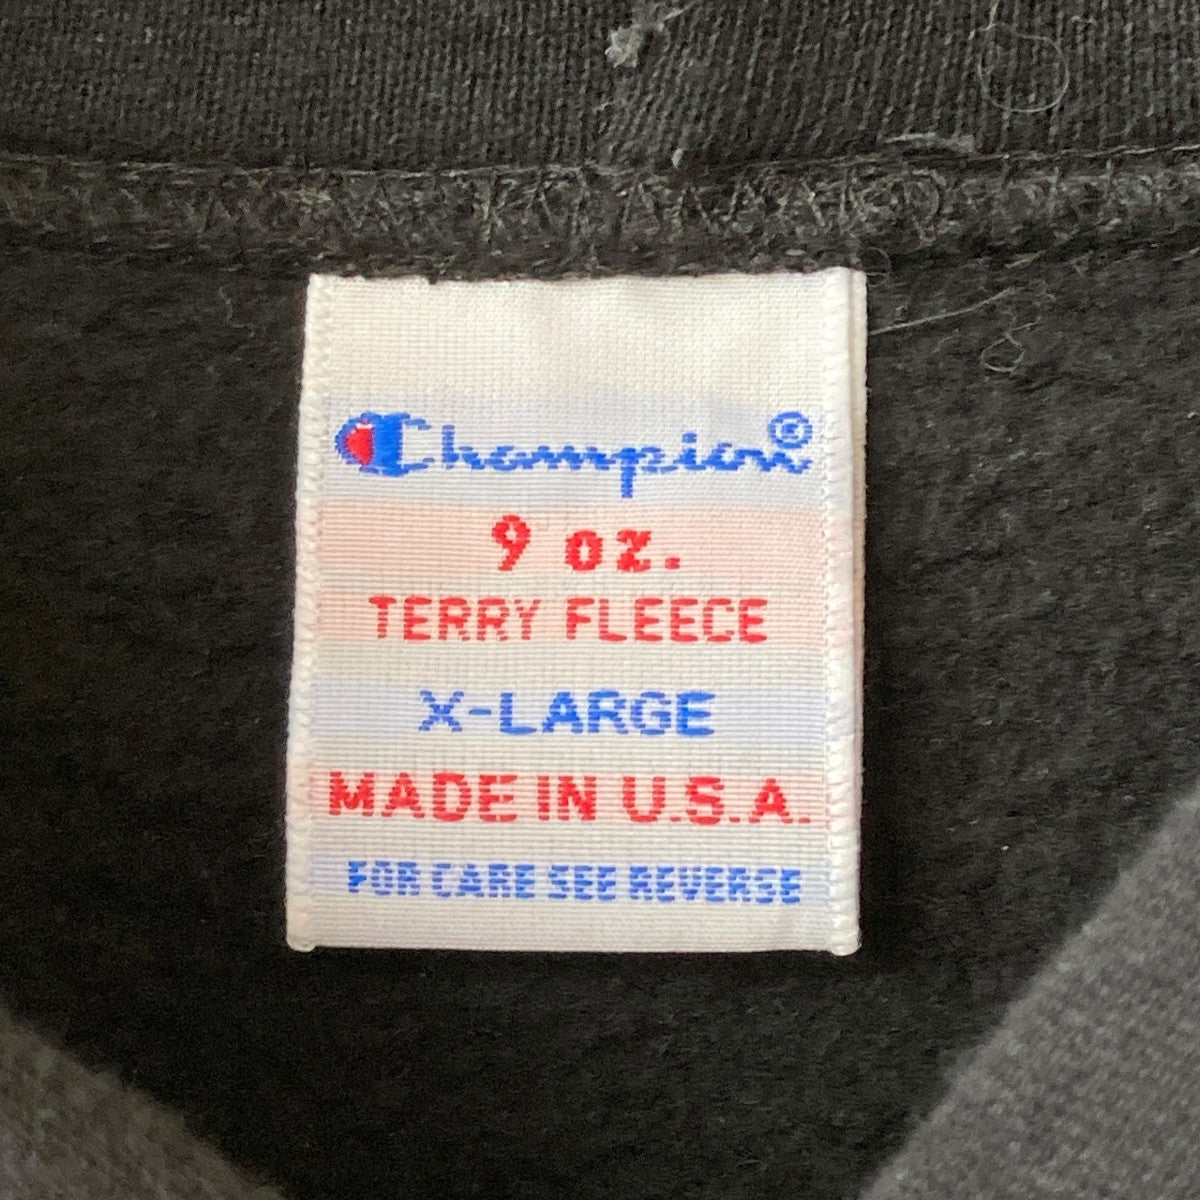 Champion®
9 oz.
TERRY FLEECE
X-LARGE
MADE IN U.S.A.
FOR CARE SEE REVERSE